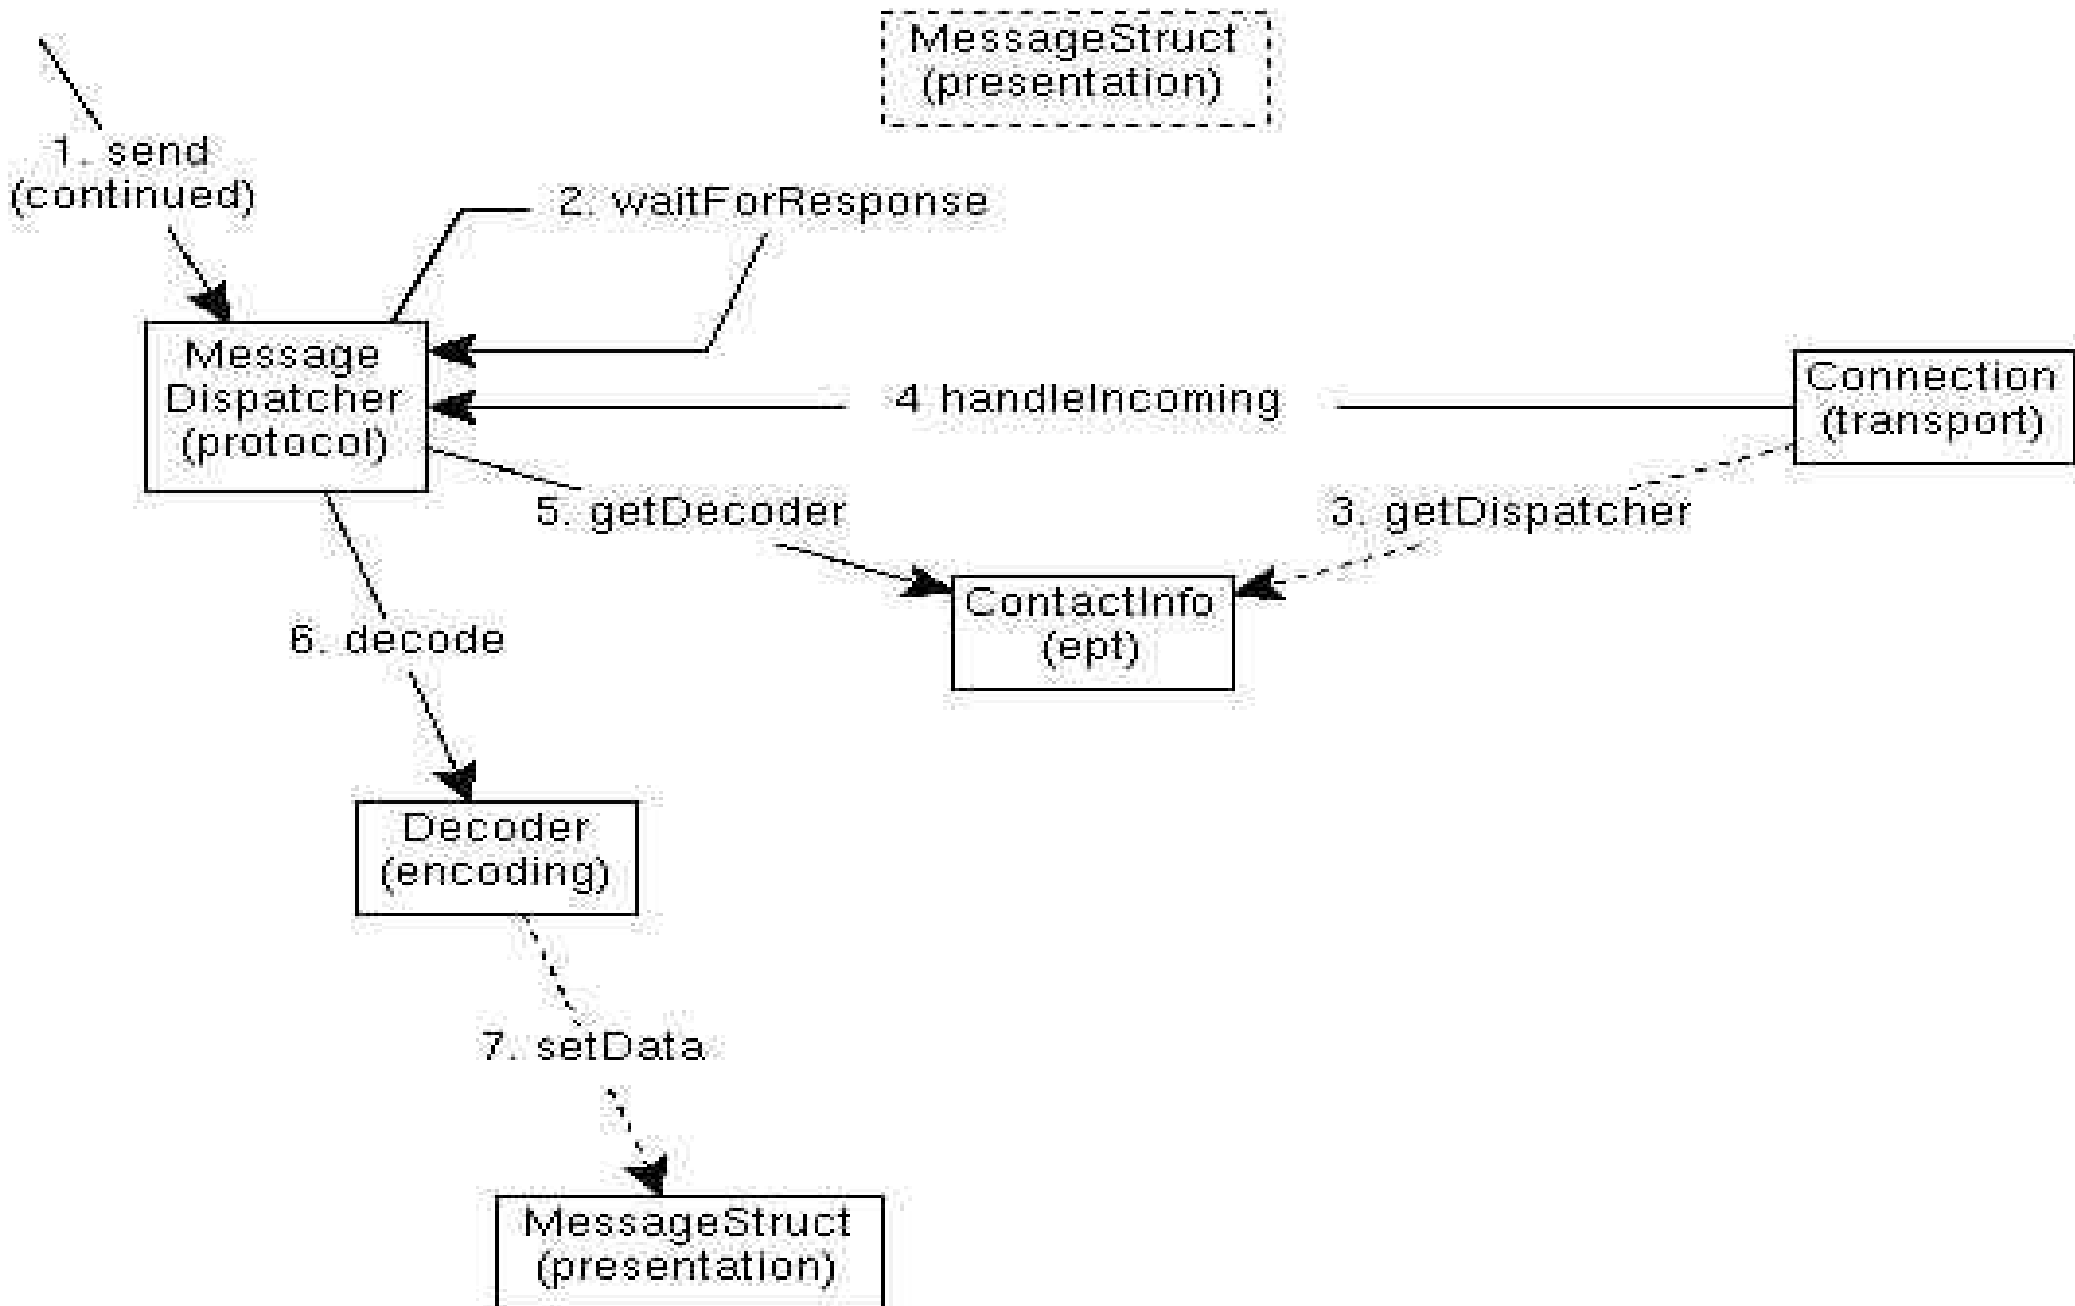 MessageStruct
(presentation)
1. send
(continued)
2. waitForResponse
Message
Dispatcher
(protocol)
4 handleIncoming
Connection
(transport)
5. getDecoder
3. getDispatcher
ContactInfo
(ept)
6. decode
Decoder
(encoding)
7. setData
MessageStruct
(presentation)